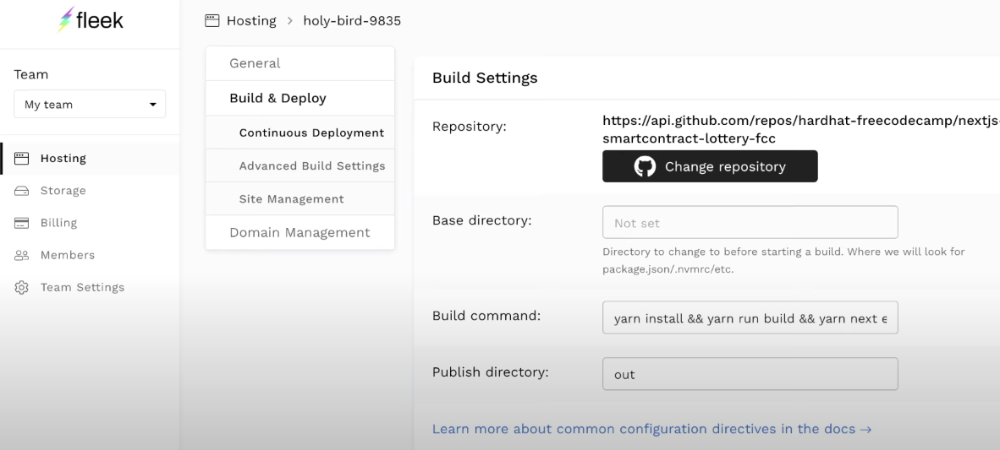 fleek
Team
My team
Hosting
Storage
Billing
Members
Team Settings
Hosting > holy-bird-9835
General
Build & Deploy
Continuous Deployment
Advanced Build Settings
Site Management
Domain Management
Build Settings
Repository:
https://api.github.com/repos/hardhat-freecodecamp/nextjs-
smartcontract-lottery-fcc
Change repository
Base directory:
Not set
Directory to change to before starting a build. Where we will look for
package.json/.nvmrc/etc.
Build command:
yarn install && yarn run build && yarn next e
Publish directory:
out
Learn more about common configuration directives in the docs →